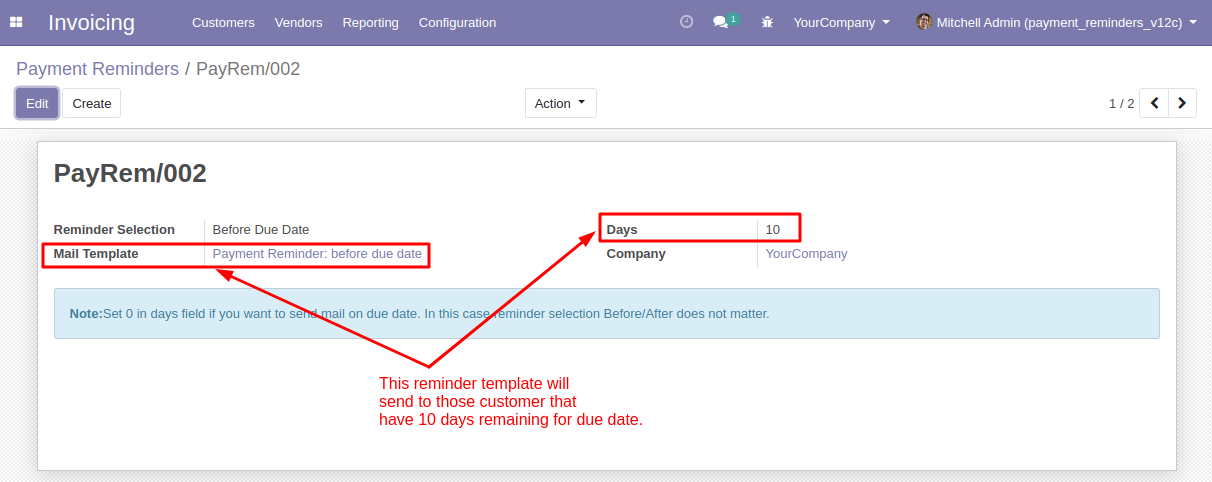 Invoicing Customers Vendors Reporting Configuration 1 YourCompany Mitchell Admin (payment_reminders_v12c)
Payment Reminders / PayRem/002
Edit Create Action 1 / 2
PayRem/002
Reminder Selection Before Due Date Days 10
Mail Template Payment Reminder: before due date Company YourCompany
Note:Set 0 in days field if you want to send mail on due date. In this case reminder selection Before/After does not matter.
This reminder template will
send to those customer that
have 10 days remaining for due date.